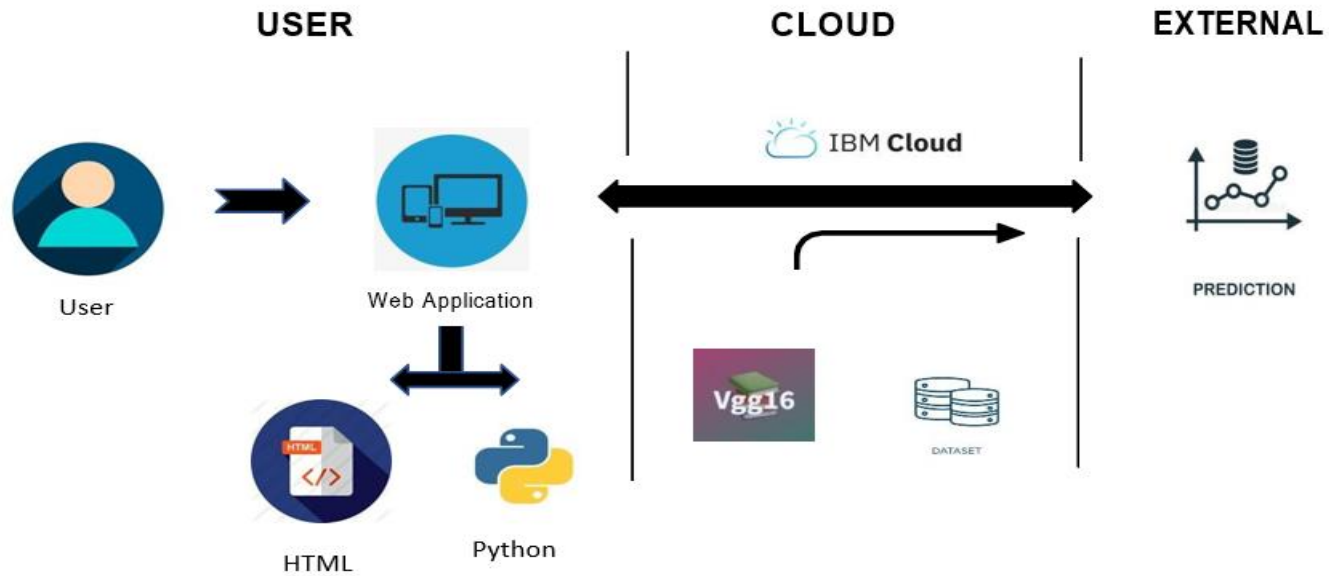 USER
CLOUD
EXTERNAL
IBM Cloud
User
Web Application
PREDICTION
Vgg16
DATASET
HTML
</>
HTML
Python